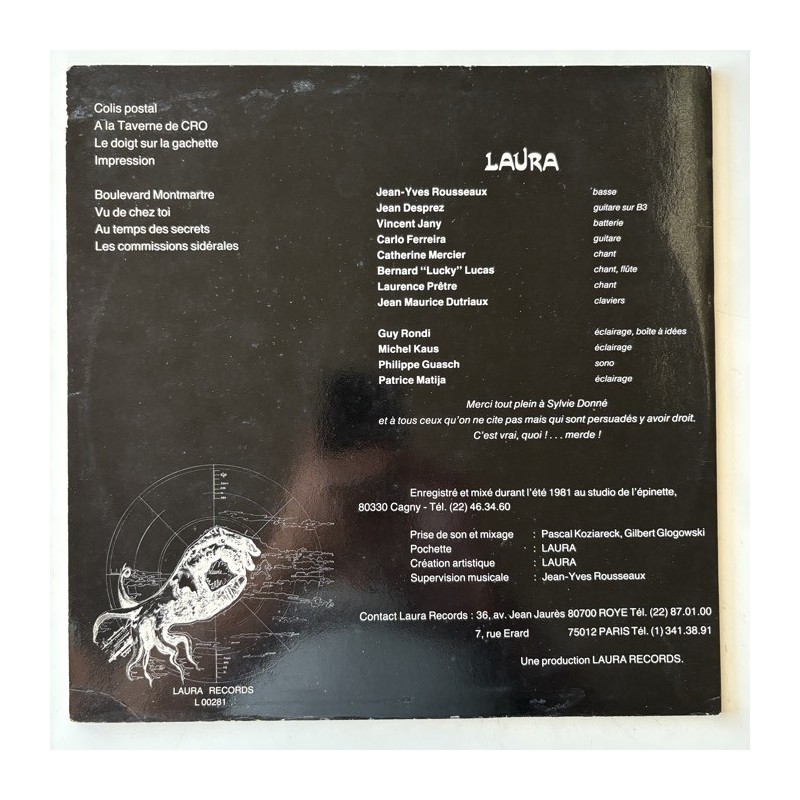 Colis postal
A la Taverne de CRO
Le doigt sur la gachette
Impression
Boulevard Montmartre
Vu de chez toi
Au temps des secrets
Les commissions sidérales
LAURA
Jean-Yves Rousseaux basse
Jean Desprez guitare sur B3
Vincent Jany batterie
Carlo Ferreira guitare
Catherine Mercier chant
Bernard "Lucky" Lucas chant, flûte
Laurence Prêtre chant
Jean Maurice Dutriaux claviers
Guy Rondi éclairage, boîte à idées
Michel Kaus éclairage
Philippe Guasch sono
Patrice Matija éclairage
Merci tout plein à Sylvie Donné
et à tous ceux qu'on ne cite pas mais qui sont persuadés y avoir droit.
C'est vrai, quoi !... merde !
Enregistré et mixé durant l'été 1981 au studio de l'épinette,
80330 Cagny - Tél. (22) 46.34.60
Prise de son et mixage : Pascal Koziareck, Gilbert Glogowski
Pochette : LAURA
Création artistique : LAURA
Supervision musicale : Jean-Yves Rousseaux
Contact Laura Records : 36, av. Jean Jaurès 80700 ROYE Tél. (22) 87.01.00
7, rue Erard 75012 PARIS Tél. (1) 341.38.91
Une production LAURA RECORDS.
LAURA RECORDS
L 00281